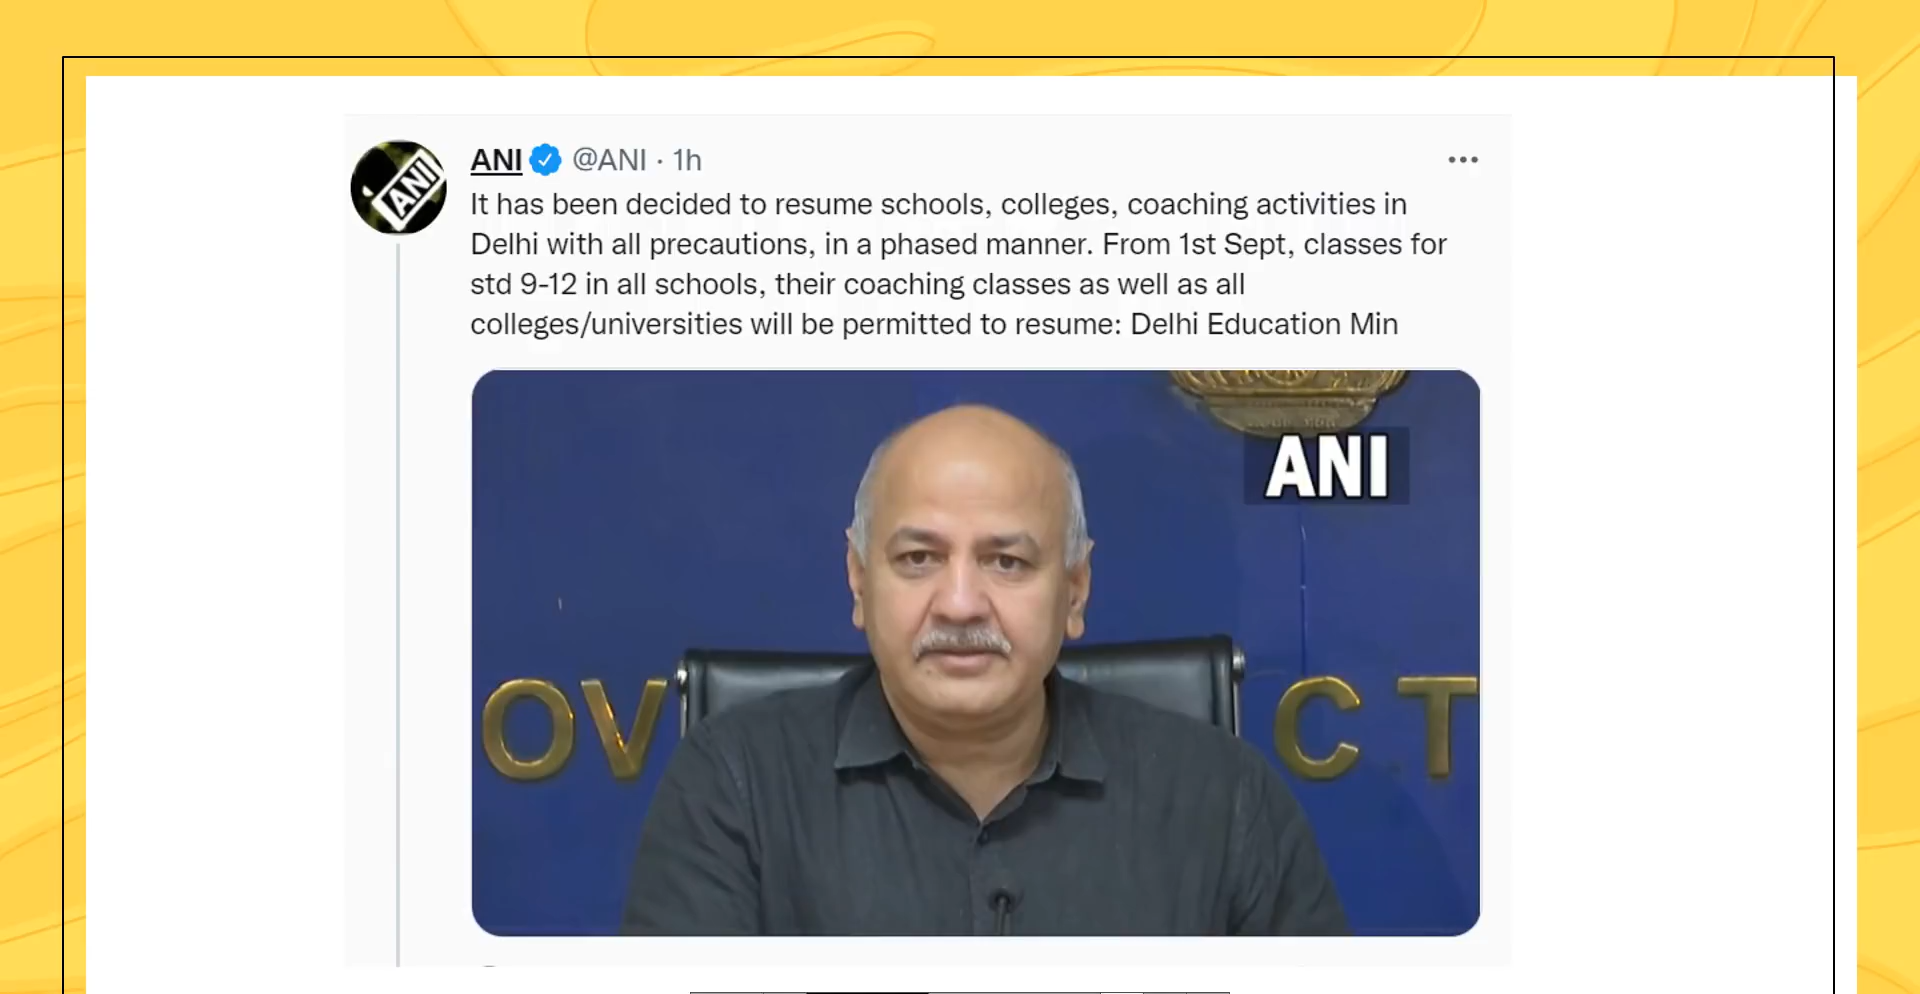 ANI
ANI @ANI · 1h
It has been decided to resume schools, colleges, coaching activities in
Delhi with all precautions, in a phased manner. From 1st Sept, classes for
std 9-12 in all schools, their coaching classes as well as all
colleges/universities will be permitted to resume: Delhi Education Min
ANI
OV CT